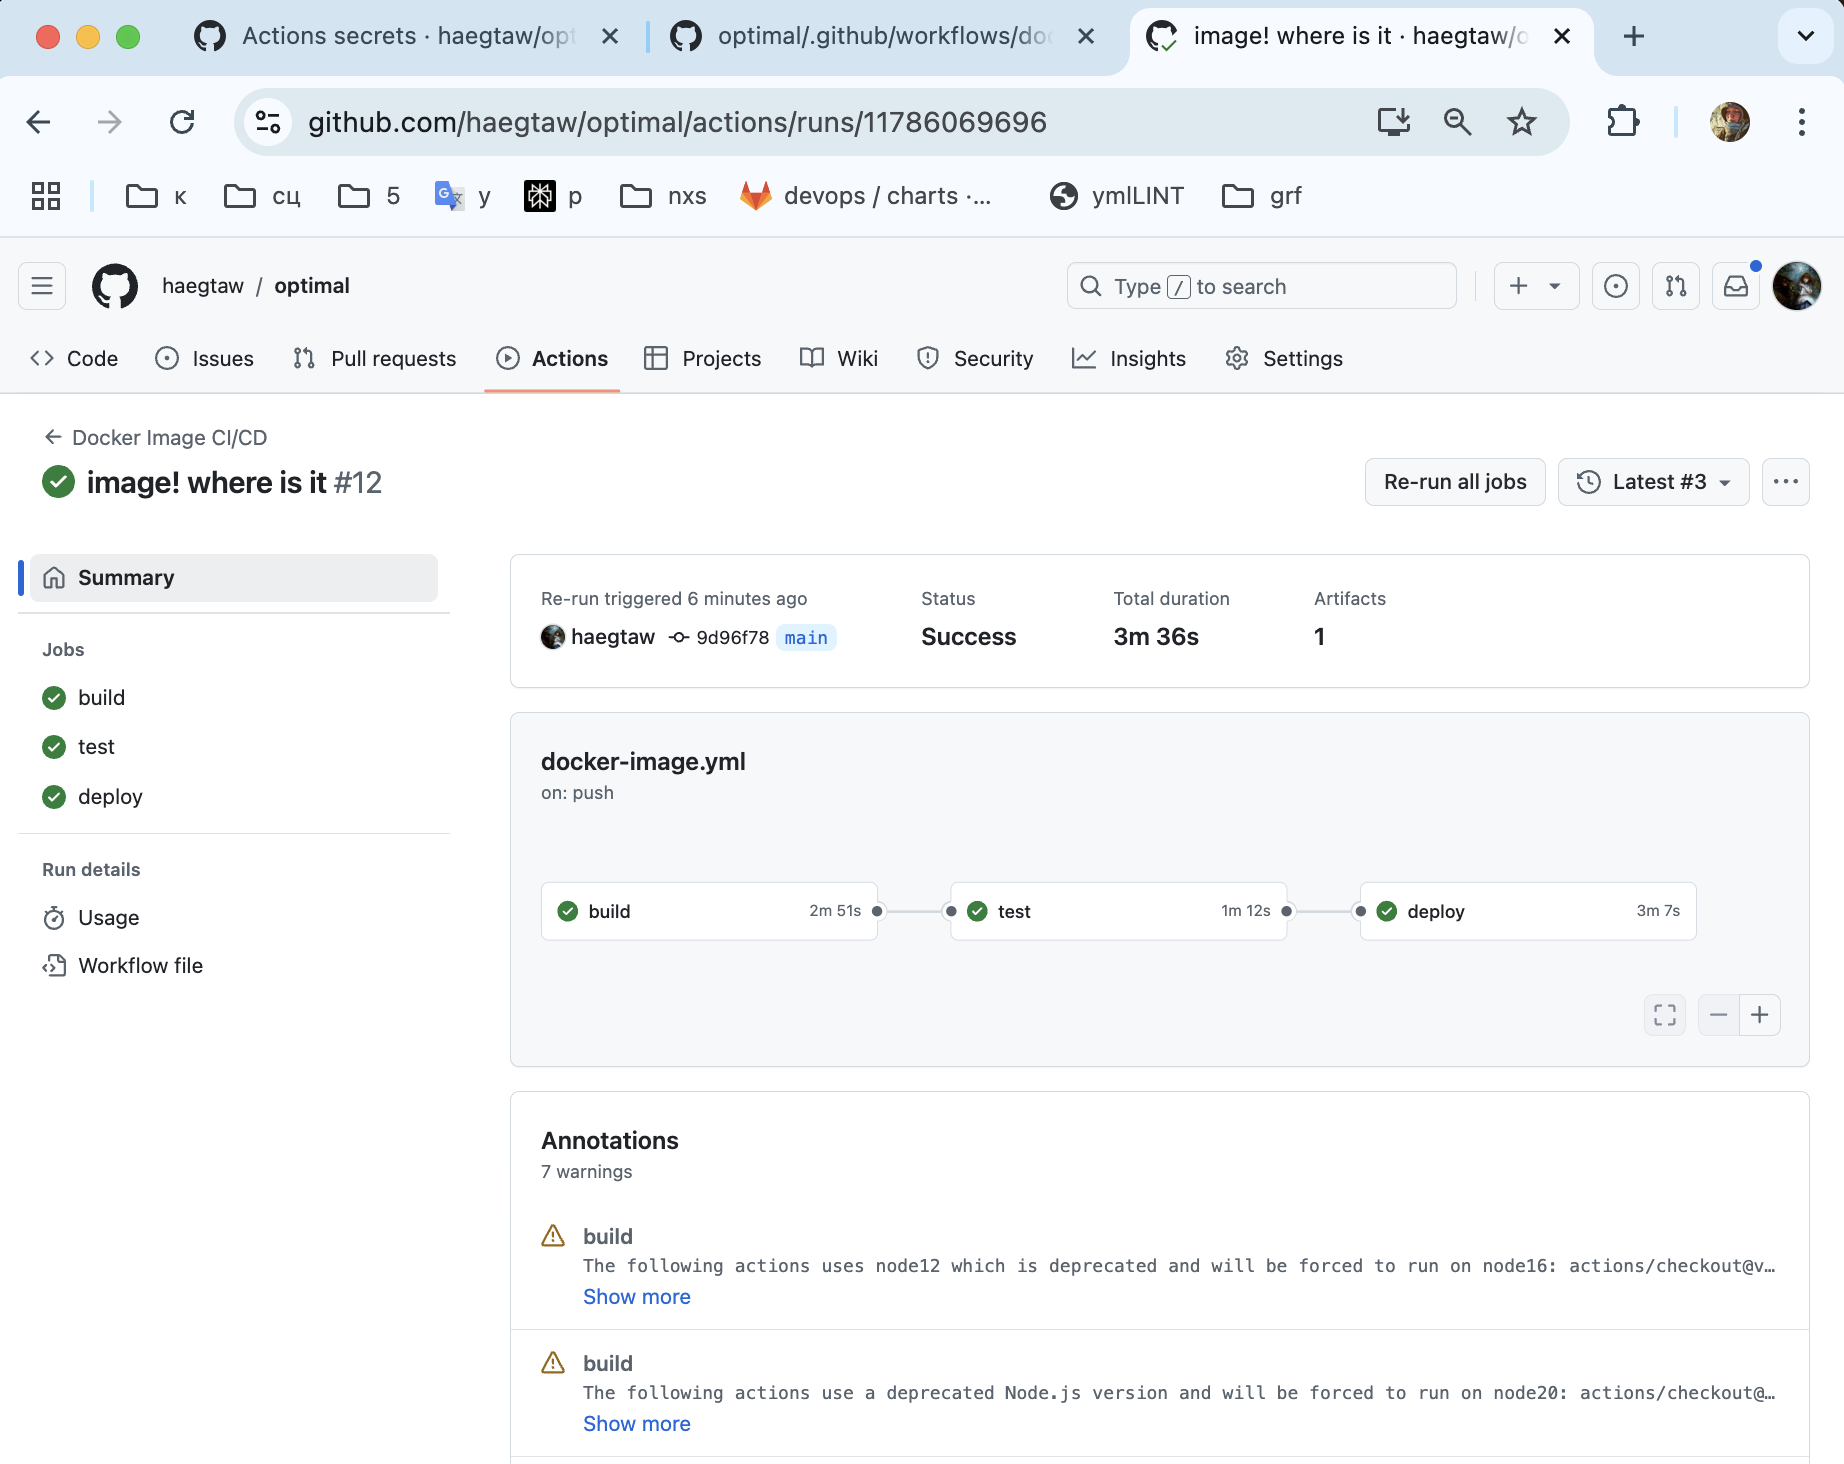 Actions secrets · haegtaw/opt
optimal/.github/workflows/doc
image! where is it · haegtaw/o
github.com/haegtaw/optimal/actions/runs/11786069696
к
сц
5
y
p
nxs
devops / charts ·...
ymlLINT
grf
haegtaw / optimal
Type / to search
Code
Issues
Pull requests
Actions
Projects
Wiki
Security
Insights
Settings
Docker Image CI/CD
image! where is it #12
Re-run all jobs
Latest #3
Summary
Jobs
build
test
deploy
Run details
Usage
Workflow file
Re-run triggered 6 minutes ago
haegtaw 9d96f78 main
Status
Success
Total duration
3m 36s
Artifacts
1
docker-image.yml
on: push
build 2m 51s
test 1m 12s
deploy 3m 7s
Annotations
7 warnings
build
The following actions uses node12 which is deprecated and will be forced to run on node16: actions/checkout@v…
Show more
build
The following actions use a deprecated Node.js version and will be forced to run on node20: actions/checkout@…
Show more